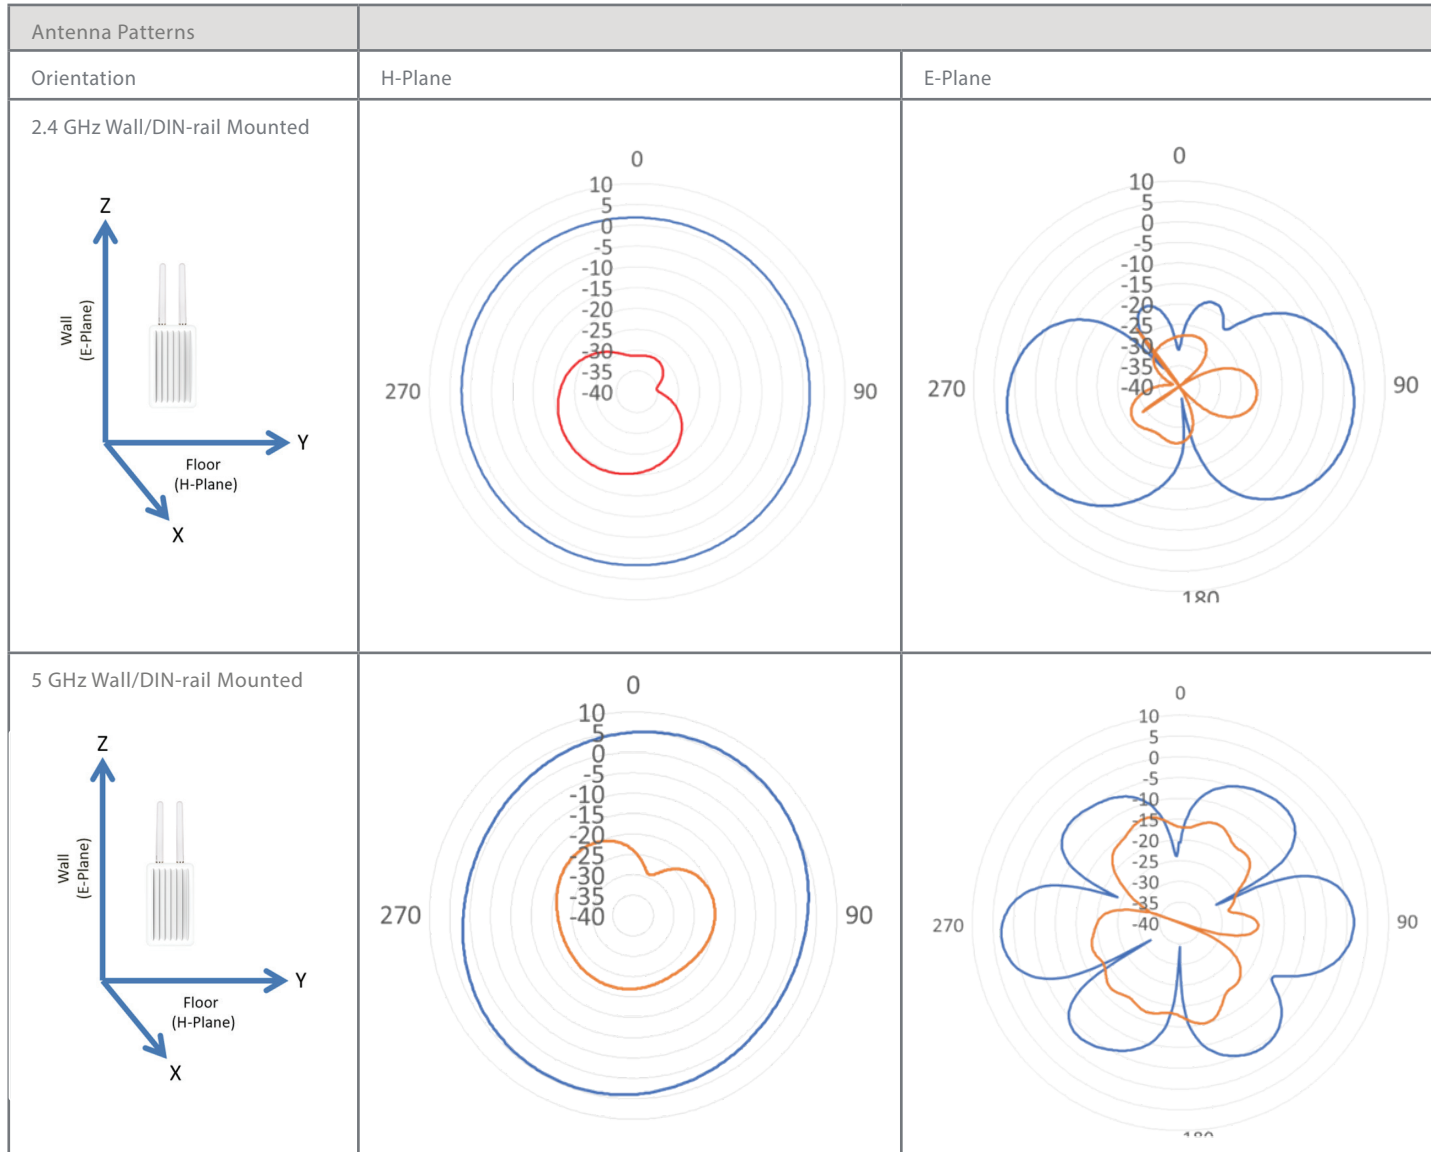 Antenna Patterns
Orientation
H-Plane
E-Plane
2.4 GHz Wall/DIN-rail Mounted
Z
Wall
(E-Plane)
Y
Floor
(H-Plane)
X
0
10
5
0
-5
-10
-15
-20
-25
-30
-35
-40
270
90
0
10
5
0
-5
-10
-15
-20
-25
-30
-35
-40
270
90
180
5 GHz Wall/DIN-rail Mounted
Z
Wall
(E-Plane)
Y
Floor
(H-Plane)
X
0
10
5
0
-5
-10
-15
-20
-25
-30
-35
-40
270
90
0
10
5
0
-5
-10
-15
-20
-25
-30
-35
-40
270
90
180